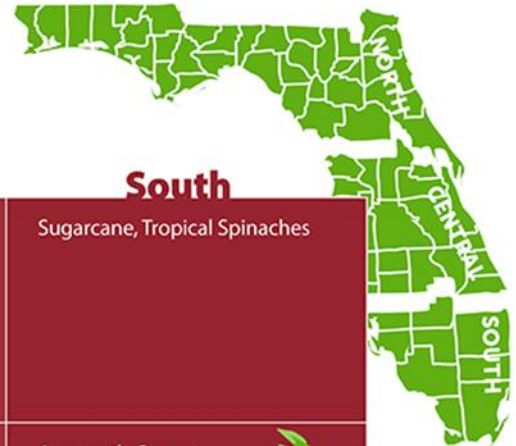 NORTH
South
CENTRAL
Sugarcane, Tropical Spinaches
SOUTH